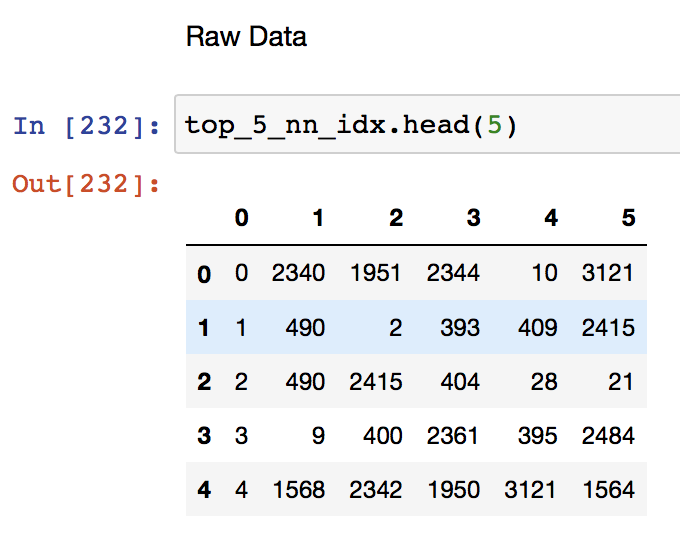 Raw Data
In [232]: top_5_nn_idx.head(5)
Out[232]:
0 1 2 3 4 5
0 0 2340 1951 2344 10 3121
1 1 490 2 393 409 2415
2 2 490 2415 404 28 21
3 3 9 400 2361 395 2484
4 4 1568 2342 1950 3121 1564